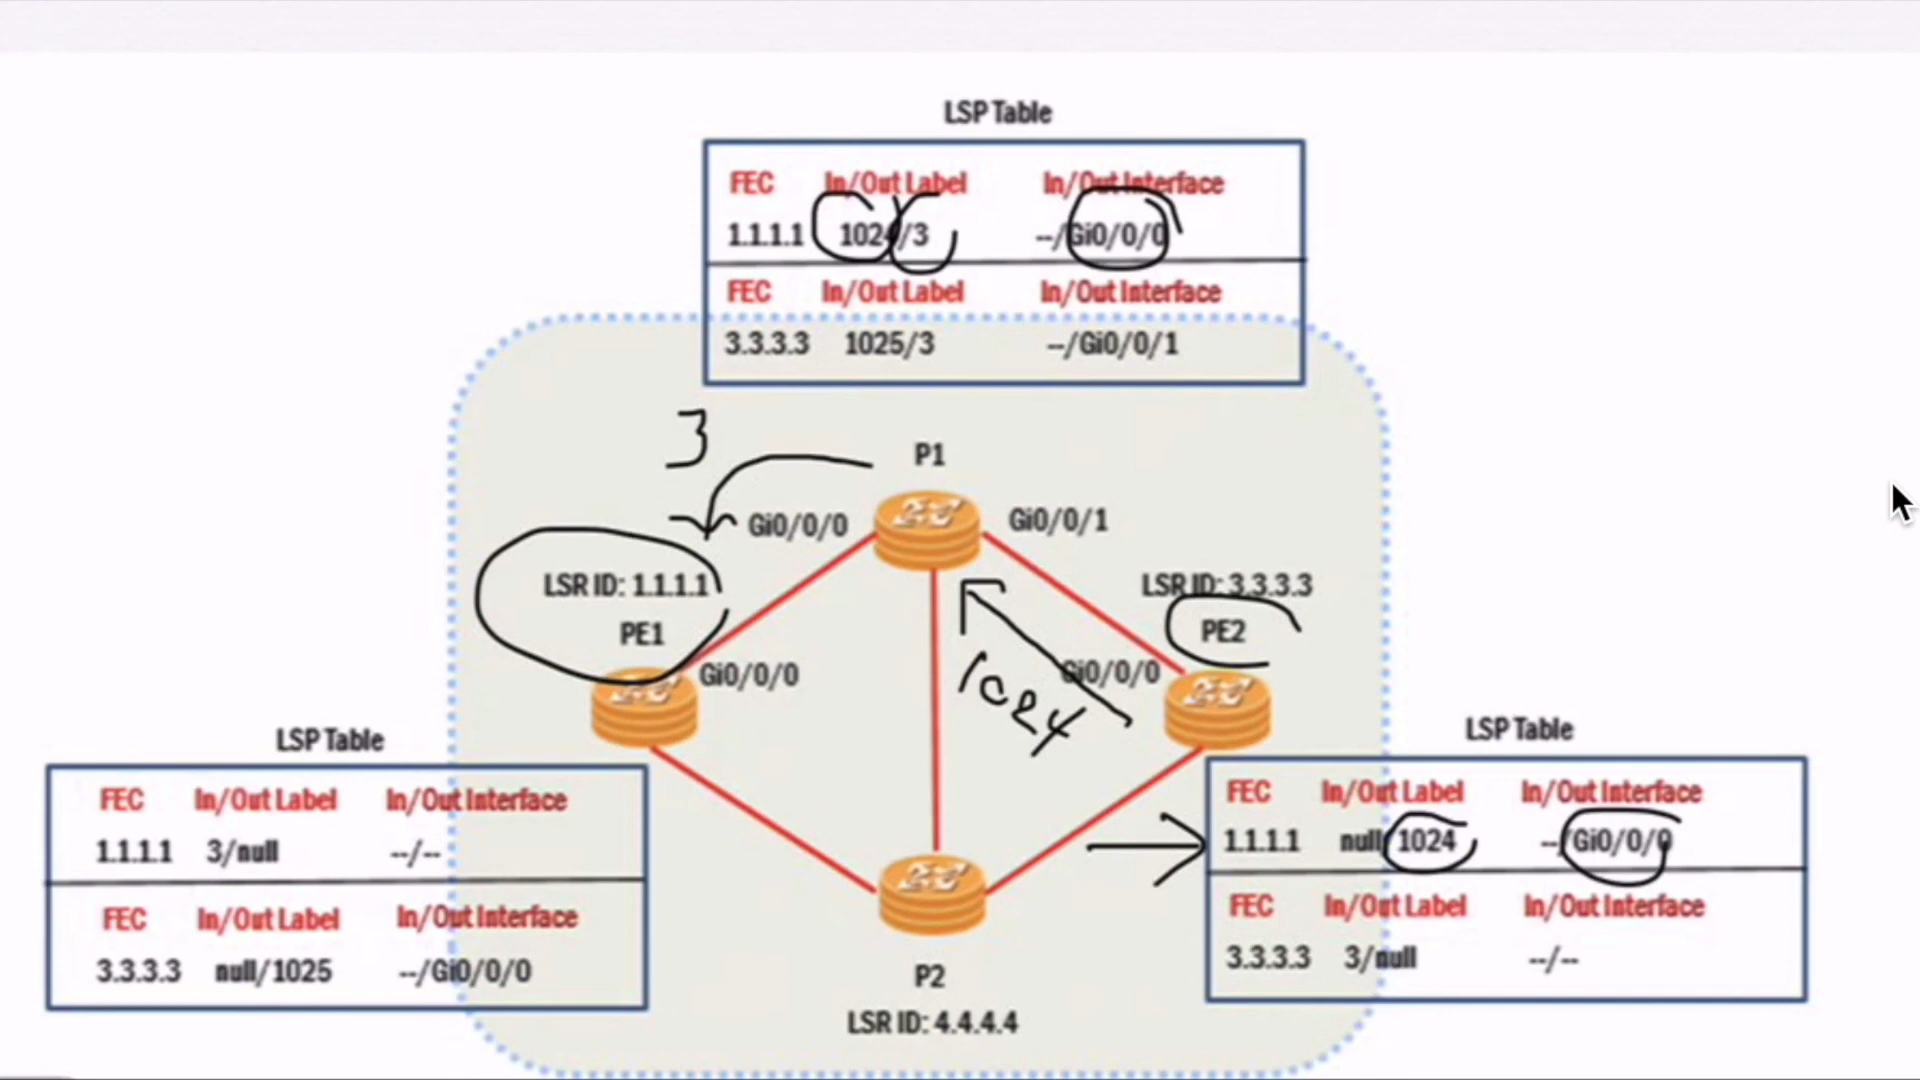 LSP Table
FEC In/Out Label In/Out Interface
1.1.1.1 1024/3 --/Gi0/0/0
FEC In/Out Label In/Out Interface
3.3.3.3 1025/3 --/Gi0/0/1
3
P1
Gi0/0/0
Gi0/0/1
LSR ID: 1.1.1.1
PE1
LSR ID: 3.3.3.3
PE2
Gi0/0/0
Gi0/0/0
1024
LSP Table
FEC In/Out Label In/Out Interface
1.1.1.1 3/null --/--
FEC In/Out Label In/Out Interface
3.3.3.3 null/1025 --/Gi0/0/0
LSP Table
FEC In/Out Label In/Out Interface
1.1.1.1 null/1024 --/Gi0/0/0
FEC In/Out Label In/Out Interface
3.3.3.3 3/null --/--
P2
LSR ID: 4.4.4.4